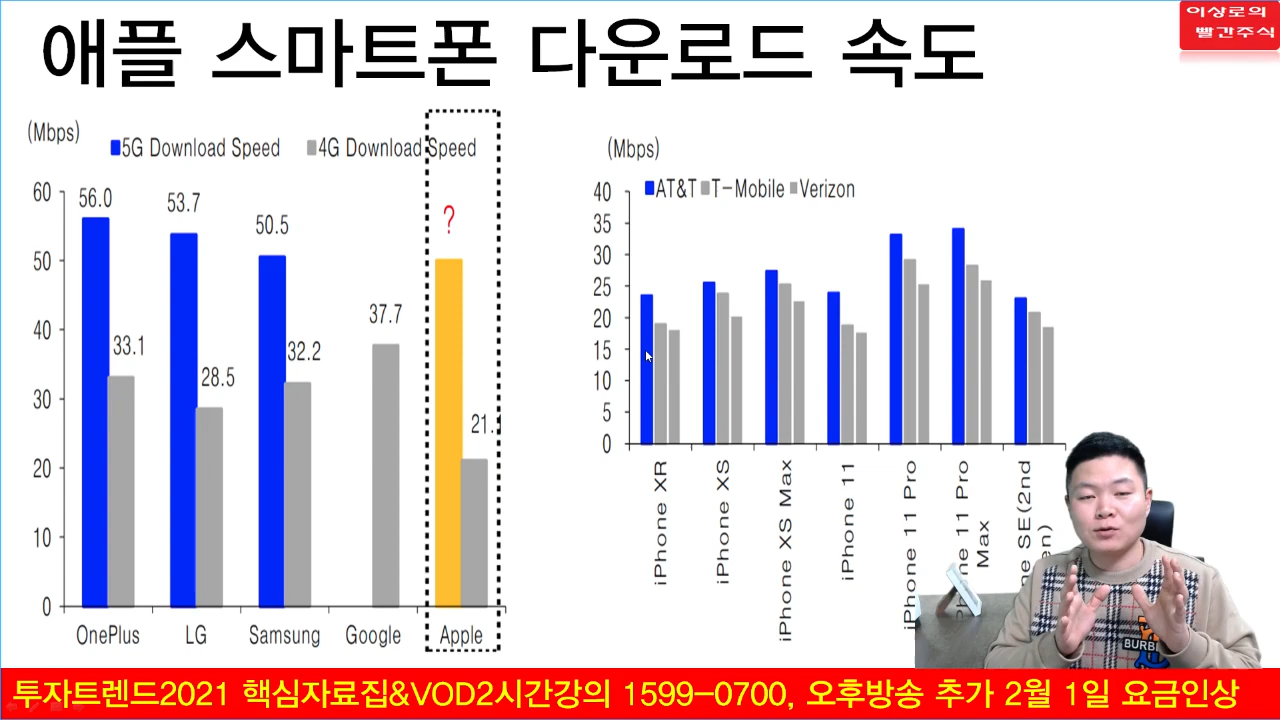 애플 스마트폰 다운로드 속도
이상로의
빨간주식
(Mbps)
5G Download Speed 4G Download Speed
60
50
40
30
20
10
0
56.0
33.1
53.7
28.5
50.5
32.2
37.7
?
21.
OnePlus LG Samsung Google Apple
(Mbps)
AT&T T-Mobile Verizon
40
35
30
25
20
15
10
5
0
iPhone XR
iPhone XS
iPhone XS Max
iPhone 11
iPhone 11 Pro
11 Pro
Max
SE(2nd
BURB
투자트렌드2021 핵심자료집&VOD2시간강의 1599-0700, 오후방송 추가 2월 1일 요금인상